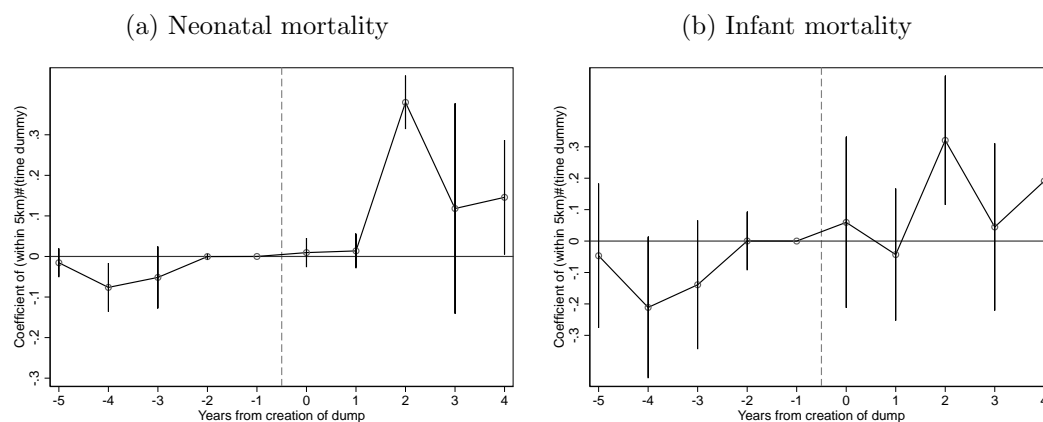 (a) Neonatal mortality
Coefficient of (within 5km)#(time dummy)
.3
.2
.1
0
-.1
-.2
-.3
-5 -4 -3 -2 -1 0 1 2 3 4
Years from creation of dump
(b) Infant mortality
Coefficient of (within 5km)#(time dummy)
.3
.2
.1
0
-.1
-.2
-.3
-5 -4 -3 -2 -1 0 1 2 3 4
Years from creation of dump